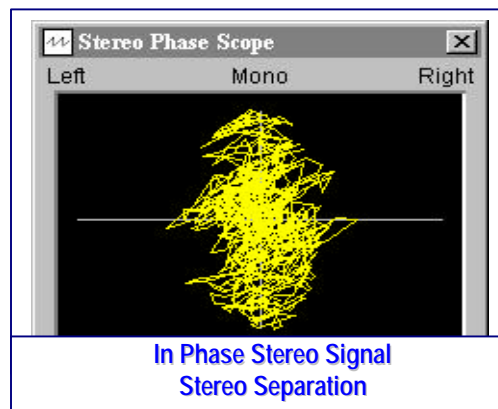 Stereo Phase Scope
Left Mono Right
In Phase Stereo Signal
Stereo Separation